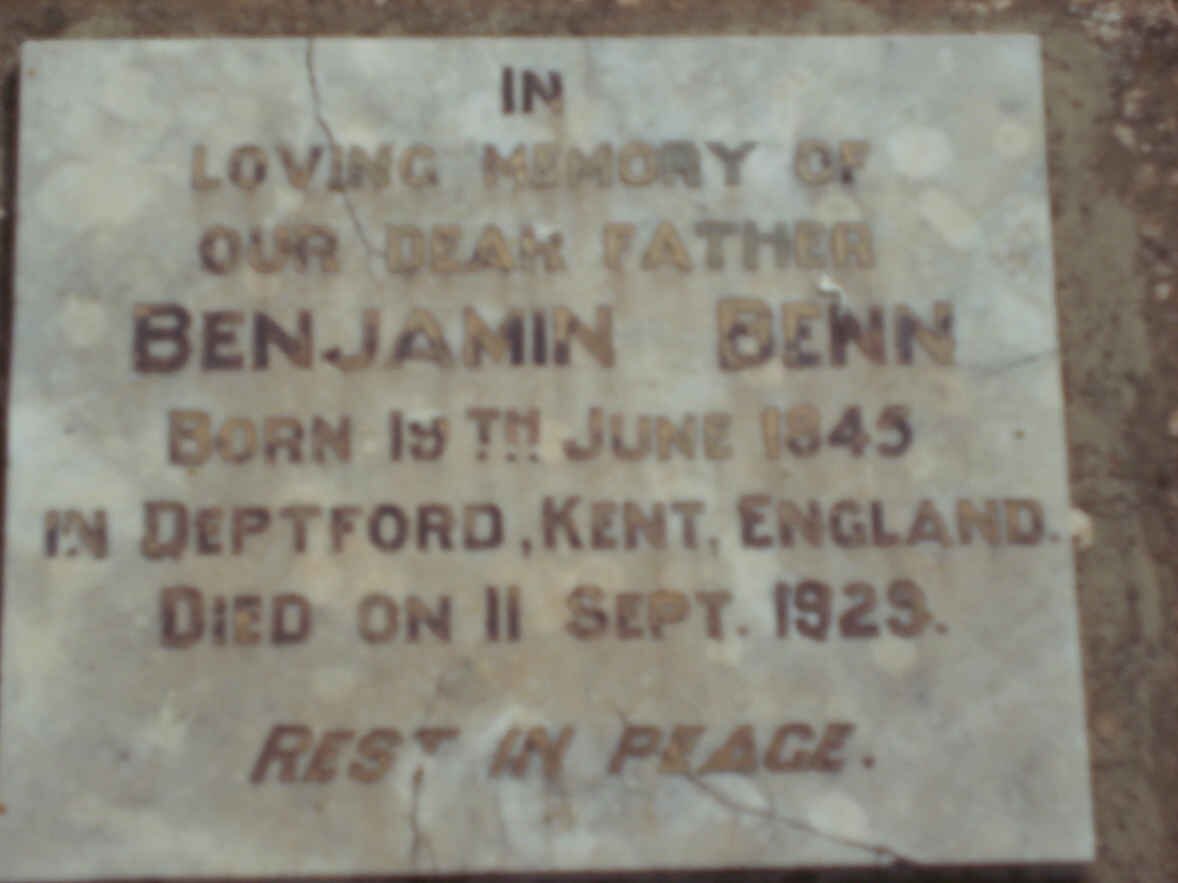 IN
LOVING MEMORY OF
OUR DEAR FATHER
BENJAMIN BENN
BORN 19TH JUNE 1845
IN DEPTFORD, KENT, ENGLAND.
DIED ON 11 SEPT. 1929.
REST IN PEACE.